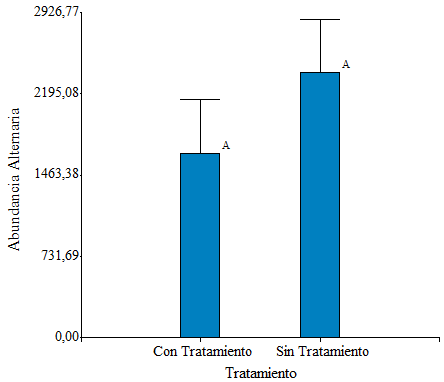 2926,77
2195,08
1463,38
731,69
0,00
Abundancia Alternaria
A
A
Con Tratamiento
Sin Tratamiento
Tratamiento